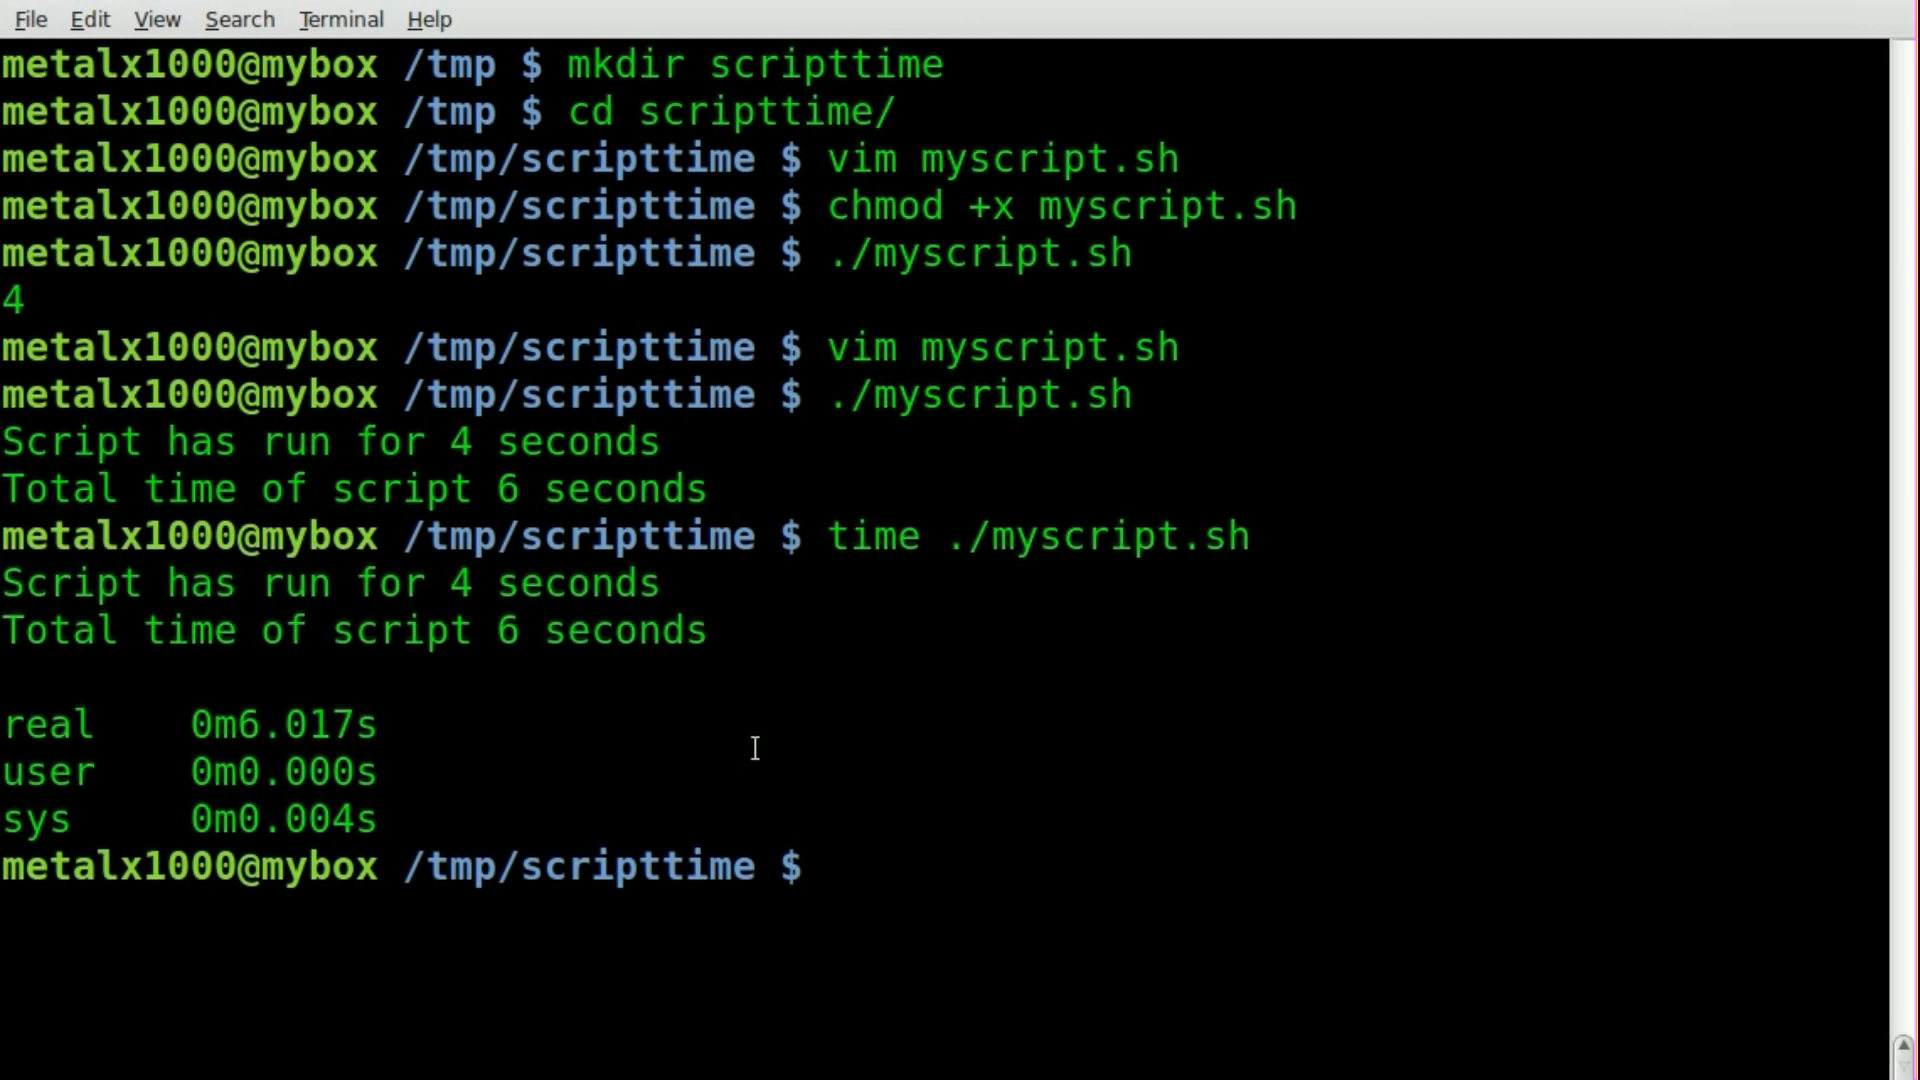 File Edit View Search Terminal Help
metalx1000@mybox /tmp $ mkdir scripttime
metalx1000@mybox /tmp $ cd scripttime/
metalx1000@mybox /tmp/scripttime $ vim myscript.sh
metalx1000@mybox /tmp/scripttime $ chmod +x myscript.sh
metalx1000@mybox /tmp/scripttime $ ./myscript.sh
4
metalx1000@mybox /tmp/scripttime $ vim myscript.sh
metalx1000@mybox /tmp/scripttime $ ./myscript.sh
Script has run for 4 seconds
Total time of script 6 seconds
metalx1000@mybox /tmp/scripttime $ time ./myscript.sh
Script has run for 4 seconds
Total time of script 6 seconds
real 0m6.017s
user 0m0.000s
sys 0m0.004s
metalx1000@mybox /tmp/scripttime $